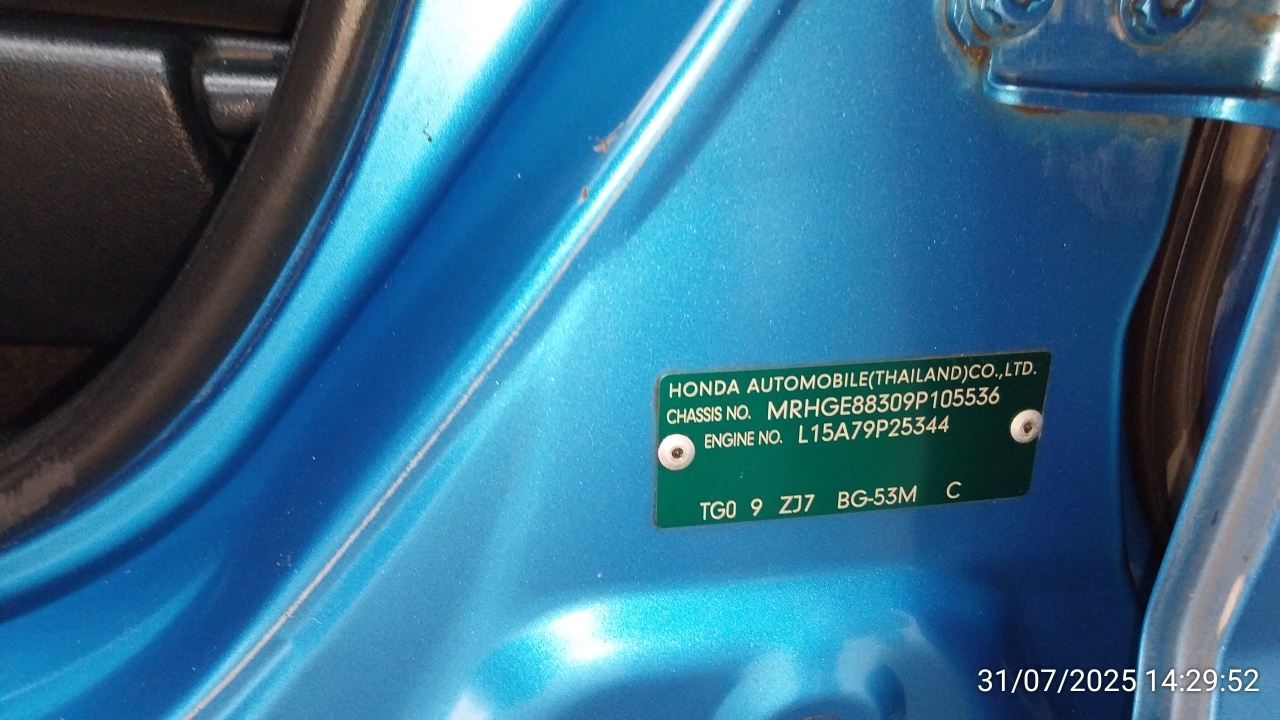 HONDA AUTOMOBILE(THAILAND)CO.,LTD.
CHASSIS NO. MRHGE88309P105536
ENGINE NO. L15A79P25344
TG0 9 ZJ7 BG-53M C
31/07/2025 14:29:52